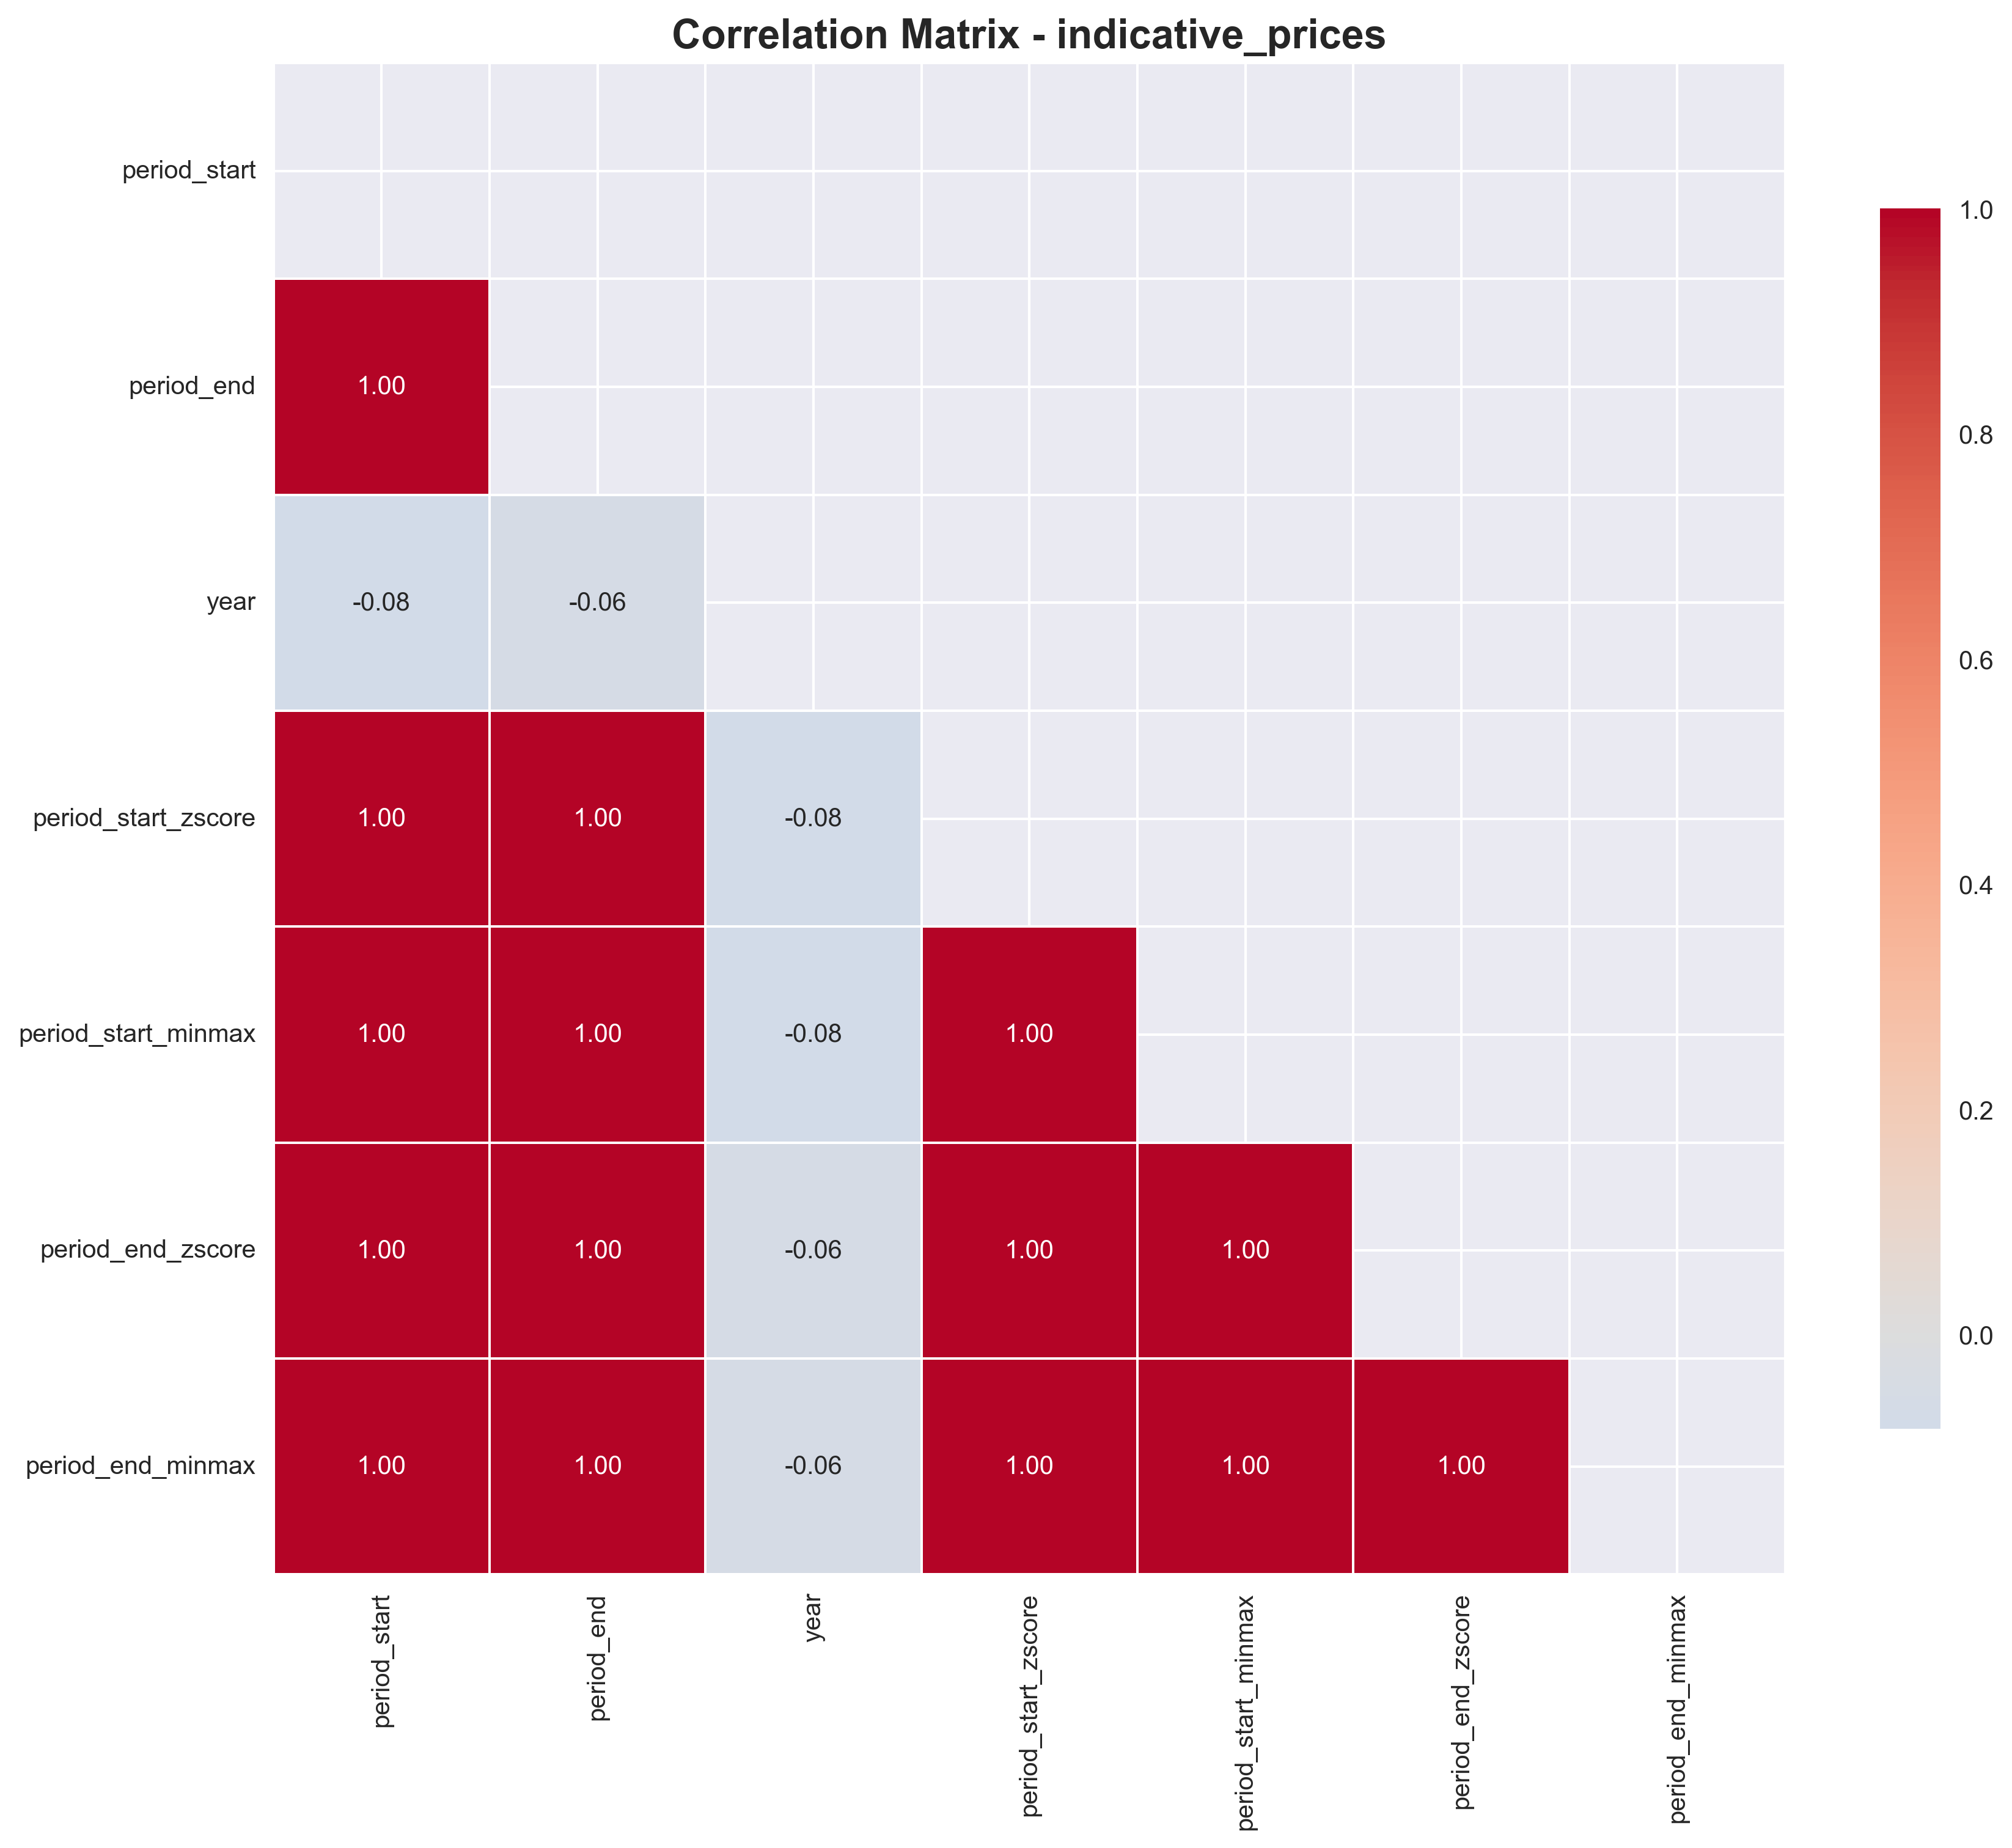 Correlation Matrix - indicative_prices
period_start
period_end 1.00
year -0.08 -0.06
period_start_zscore 1.00 1.00 -0.08
period_start_minmax 1.00 1.00 -0.08 1.00
period_end_zscore 1.00 1.00 -0.06 1.00 1.00
period_end_minmax 1.00 1.00 -0.06 1.00 1.00 1.00
period_start period_end year period_start_zscore period_start_minmax period_end_zscore period_end_minmax
1.0
0.8
0.6
0.4
0.2
0.0